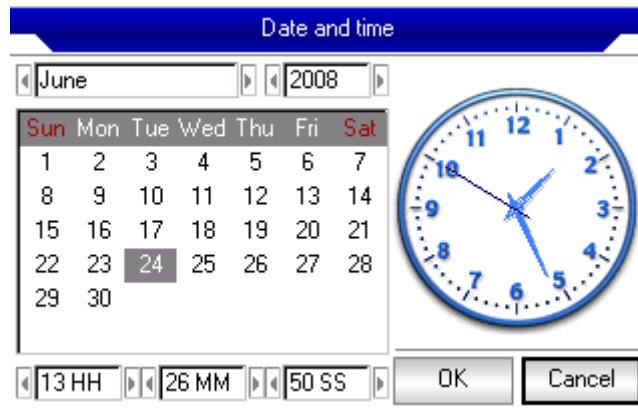 Date and time
June 2008
Sun Mon Tue Wed Thu Fri Sat
1 2 3 4 5 6 7
8 9 10 11 12 13 14
15 16 17 18 19 20 21
22 23 24 25 26 27 28
29 30
12
1
2
3
4
5
6
7
8
9
10
11
13 HH 26 MM 50 SS
OK Cancel